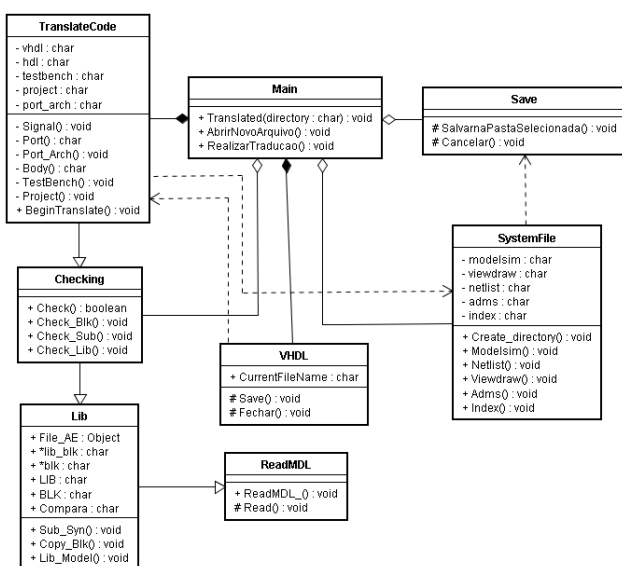 TranslateCode
- vhdl : char
- hdl : char
- testbench : char
- project : char
- port_arch : char
- Signal() : void
- Port() : char
- Port_Arch() : void
- Body() : char
- TestBench() : void
- Project() : void
+ BeginTranslate() : void
Main
+ Translated(directory : char) : void
+ AbrirNovoArquivo() : void
+ RealizarTraducao() : void
Save
# SalvarnaPastaSelecionada() : void
# Cancelar() : void
SystemFile
- modelsim : char
- viewdraw : char
- netlist : char
- adms : char
- index : char
+ Create_directory() : void
+ Modelsim() : void
+ Netlist() : void
+ Viewdraw() : void
+ Adms() : void
+ Index() : void
Checking
+ Check() : boolean
+ Check_Blk() : void
+ Check_Sub() : void
+ Check_Lib() : void
VHDL
+ CurrentFileName : char
# Save() : void
# Fechar() : void
Lib
+ File_AE : Object
+ *lib_blk : char
+ *blk : char
+ LIB : char
+ BLK : char
+ Compara : char
+ Sub_Syn() : void
+ Copy_Blk() : void
+ Lib_Model() : void
ReadMDL
+ ReadMDL_() : void
# Read() : void